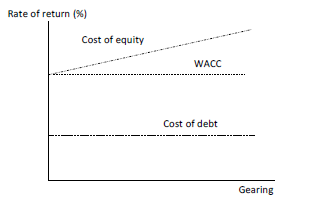 Rate of return (%)
Cost of equity
WACC
Cost of debt
Gearing